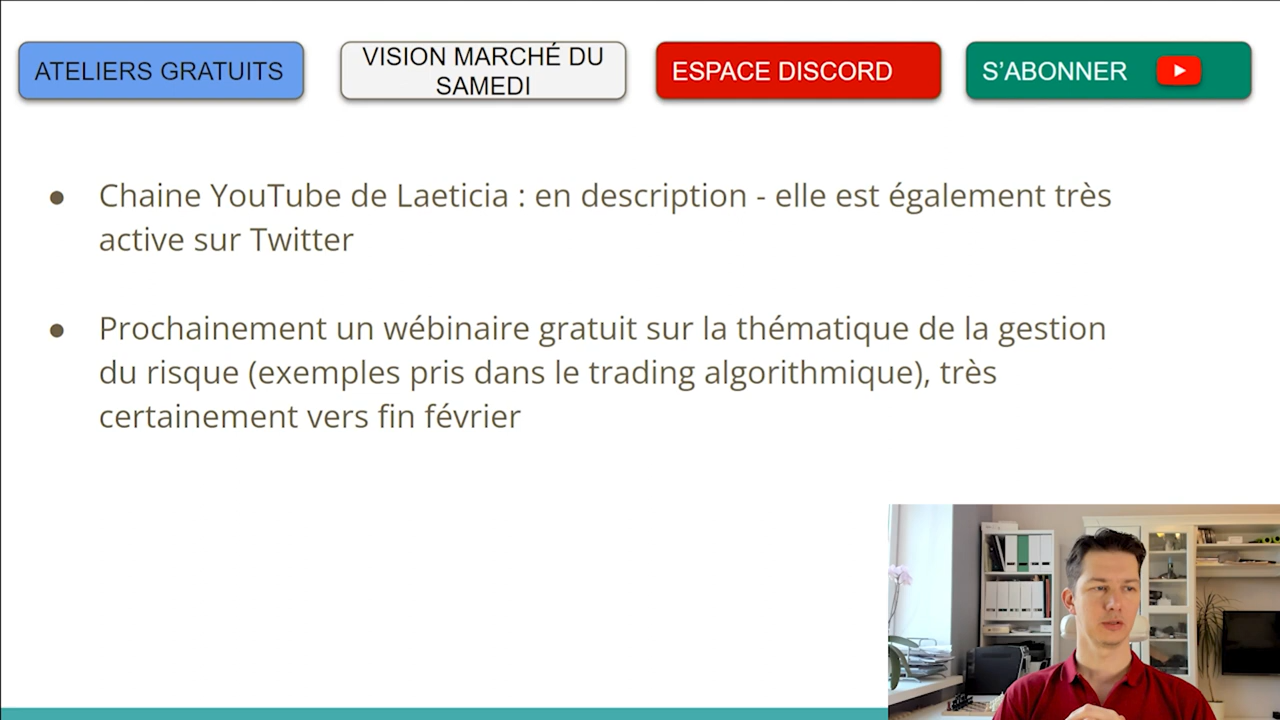 ATELIERS GRATUITS
VISION MARCHÉ DU
SAMEDI
ESPACE DISCORD
S’ABONNER
● Chaine YouTube de Laeticia : en description - elle est également très
active sur Twitter
● Prochainement un wébinaire gratuit sur la thématique de la gestion
du risque (exemples pris dans le trading algorithmique), très
certainement vers fin février